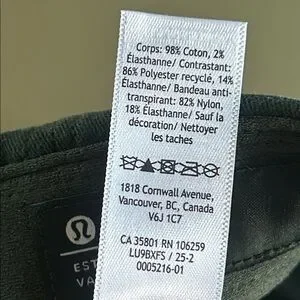 Corps: 98% Coton, 2%
Élasthanne/ Contrastant:
86% Polyester recyclé, 14%
Élasthanne/ Bandeau anti-
transpirant: 82% Nylon,
18% Élasthanne/ Sauf la
décoration/ Nettoyer
les taches
1818 Cornwall Avenue,
Vancouver, BC, Canada
V6J 1C7
CA 35801 RN 106259
LU9BXFS / 25-2
0005216-01
EST
VA